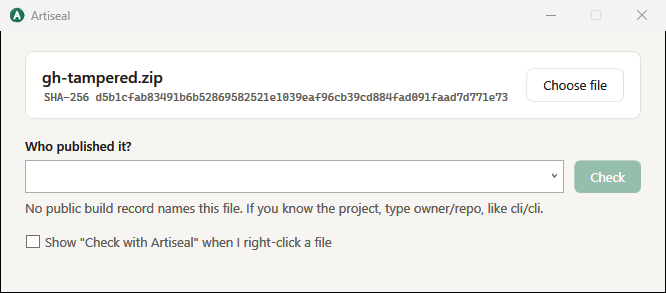 Artiseal
gh-tampered.zip
SHA-256 d5b1cfab83491b6b52869582521e1039eaf96cb39cd884fad091faad7d771e73
Choose file
Who published it?
Check
No public build record names this file. If you know the project, type owner/repo, like cli/cli.
Show "Check with Artiseal" when I right-click a file